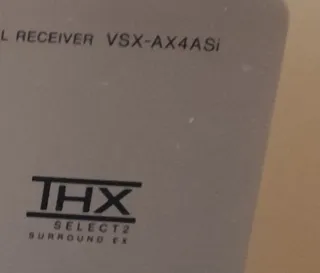 L RECEIVER VSX-AX4ASi
THX
SELECT2
SURROUND EX